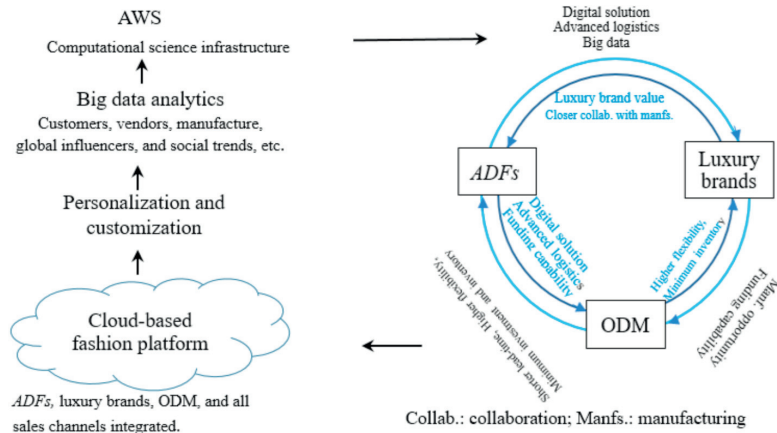 AWS
Computational science infrastructure
Big data analytics
Customers, vendors, manufacture,
global influencers, and social trends, etc.
Personalization and
customization
Cloud-based
fashion platform
ADFs, luxury brands, ODM, and all
sales channels integrated.
Digital solution
Advanced logistics
Big data
Luxury brand value
Closer collab. with manfs.
ADFs
Luxury
brands
Digital solution
Advanced logistics
Funding capability
Higher flexibility,
Minimum inventory
Shorter lead-time, Higher flexibility,
Minimum investment and inventory
ODM
Manf. opportunity
Funding capability
Collab.: collaboration; Manfs.: manufacturing